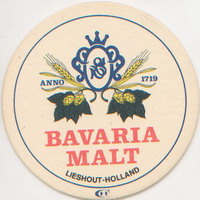 ANNO 1719
BAVARIA
MALT
LIESHOUT-HOLLAND